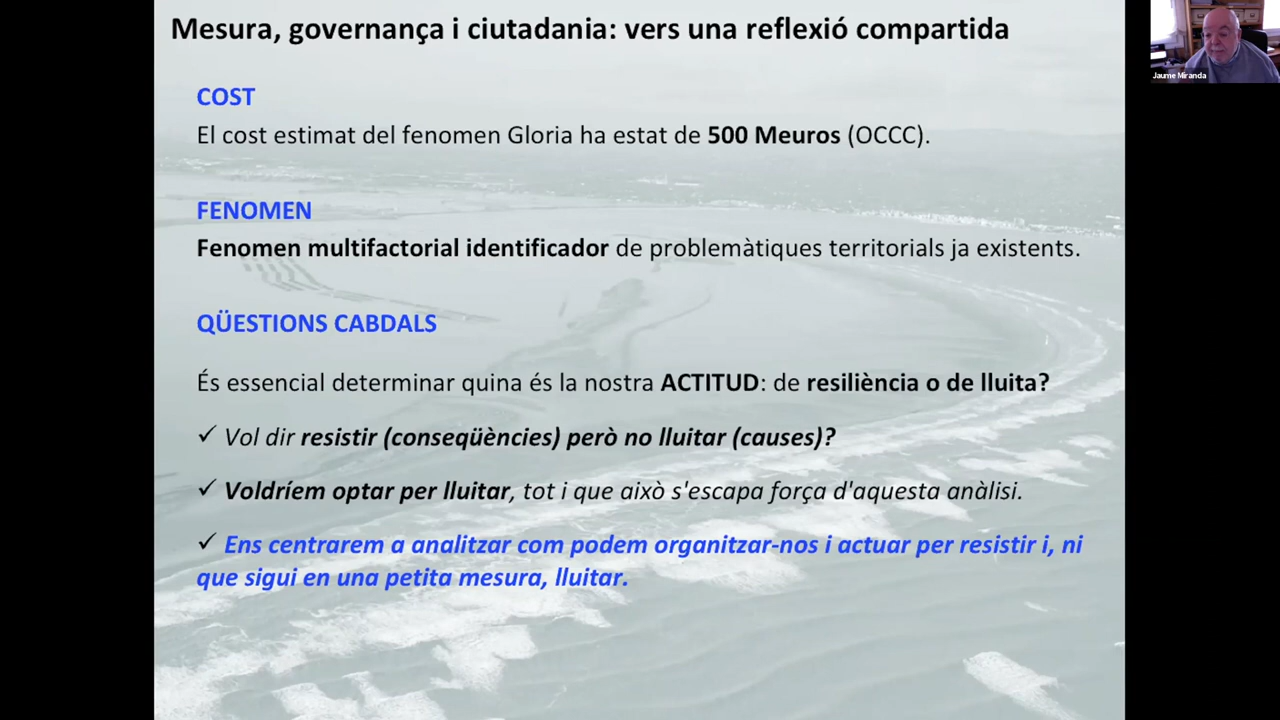 Mesura, governança i ciutadania: vers una reflexió compartida
Jaume Miranda
COST
El cost estimat del fenomen Gloria ha estat de 500 Meuros (OCCC).
FENOMEN
Fenomen multifactorial identificador de problemàtiques territorials ja existents.
QÜESTIONS CABDALS
És essencial determinar quina és la nostra ACTITUD: de resiliència o de lluita?
✓ Vol dir resistir (conseqüències) però no lluitar (causes)?
✓ Voldríem optar per lluitar, tot i que això s'escapa força d'aquesta anàlisi.
✓ Ens centrarem a analitzar com podem organitzar-nos i actuar per resistir i, ni
que sigui en una petita mesura, lluitar.